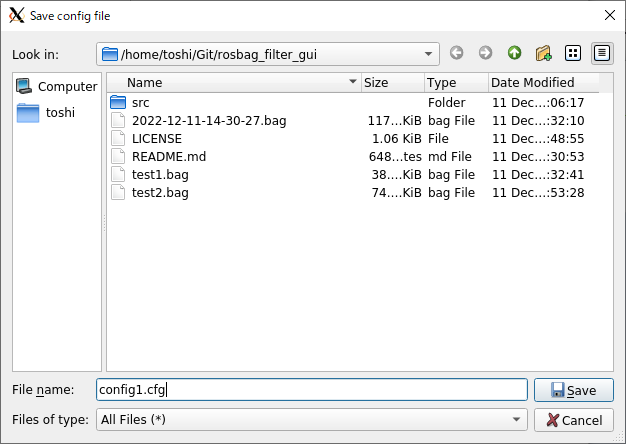 Save config file
Look in: /home/toshi/Git/rosbag_filter_gui
Computer
toshi
Name Size Type Date Modified
src Folder 11 Dec...:06:17
2022-12-11-14-30-27.bag 117...KiB bag File 11 Dec...:32:10
LICENSE 1.06 KiB File 11 Dec...:48:55
README.md 648...tes md File 11 Dec...:30:53
test1.bag 38....KiB bag File 11 Dec...:32:41
test2.bag 74....KiB bag File 11 Dec...:53:28
File name: config1.cfg Save
Files of type: All Files (*) Cancel